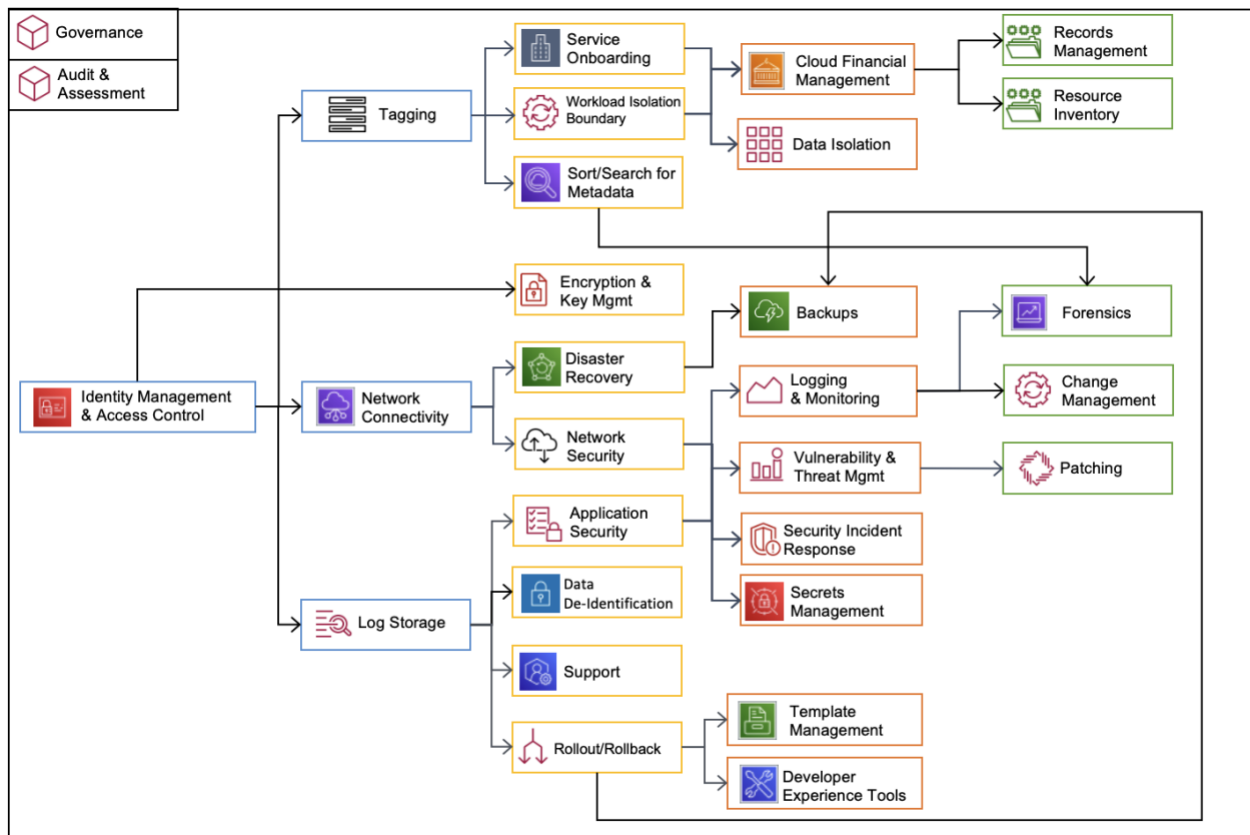 Governance
Audit &
Assessment
Identity Management
& Access Control
Tagging
Network
Connectivity
Log Storage
Service
Onboarding
Workload Isolation
Boundary
Sort/Search for
Metadata
Encryption &
Key Mgmt
Disaster
Recovery
Network
Security
Application
Security
Data
De-Identification
Support
Rollout/Rollback
Cloud Financial
Management
Data Isolation
Backups
Logging
& Monitoring
Vulnerability &
Threat Mgmt
Security Incident
Response
Secrets
Management
Template
Management
Developer
Experience Tools
Records
Management
Resource
Inventory
Forensics
Change
Management
Patching